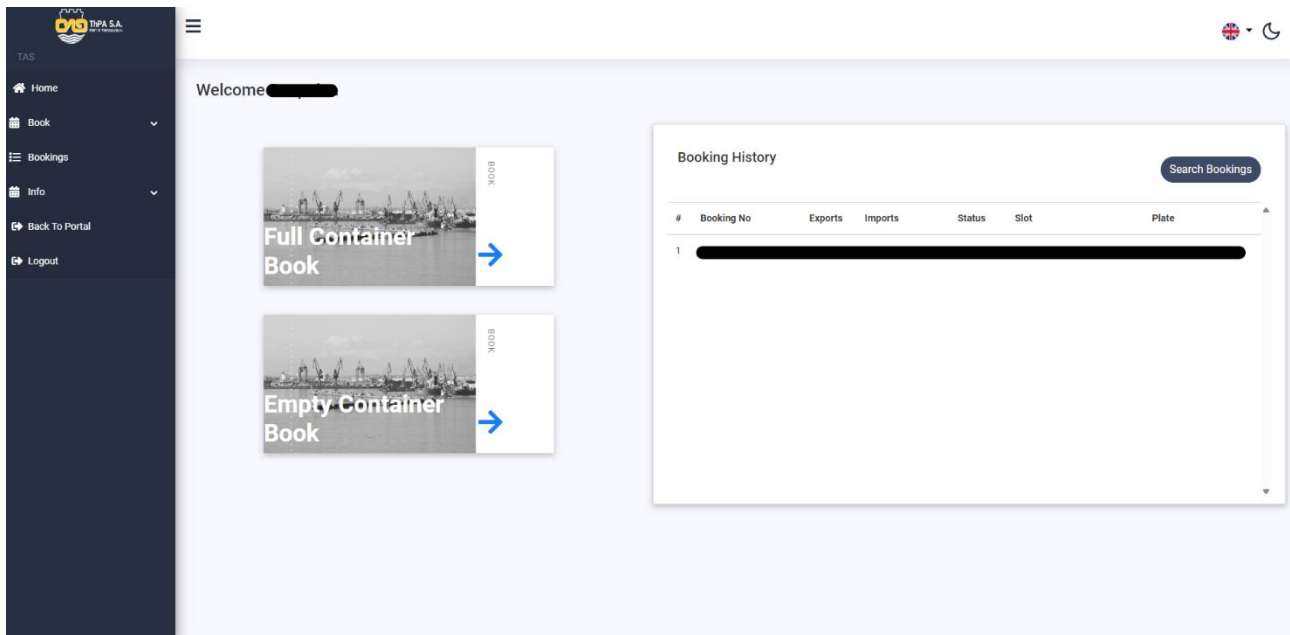 ThPA S.A.
TAS
Home
Book
Bookings
Info
Back To Portal
Logout
Welcome
BOOK
Full Container
Book
BOOK
Empty Container
Book
Booking History
Search Bookings
# Booking No Exports Imports Status Slot Plate
1